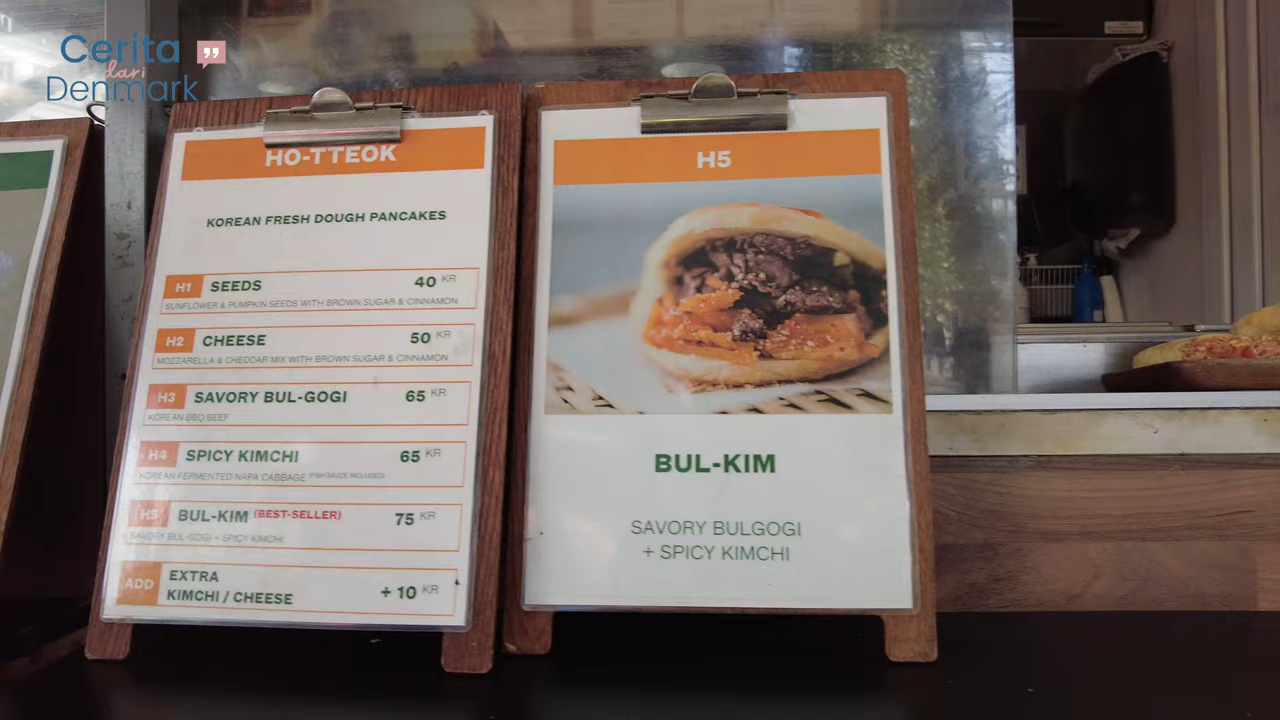 Cerita
dari
Denmark
HO-TTEOK
KOREAN FRESH DOUGH PANCAKES
H1 SEEDS 40 KR
SUNFLOWER & PUMPKIN SEEDS WITH BROWN SUGAR & CINNAMON
H2 CHEESE 50 KR
MOZZARELLA & CHEDDAR MIX WITH BROWN SUGAR & CINNAMON
H3 SAVORY BUL-GOGI 65 KR
KOREAN BBQ BEEF
H4 SPICY KIMCHI 65 KR
KOREAN FERMENTED NAPA CABBAGE (FISH SAUCE INCLUDED)
H5 BUL-KIM (BEST-SELLER) 75 KR
SAVORY BUL-GOGI + SPICY KIMCHI
ADD EXTRA
KIMCHI / CHEESE + 10 KR
H5
BUL-KIM
SAVORY BULGOGI
+ SPICY KIMCHI